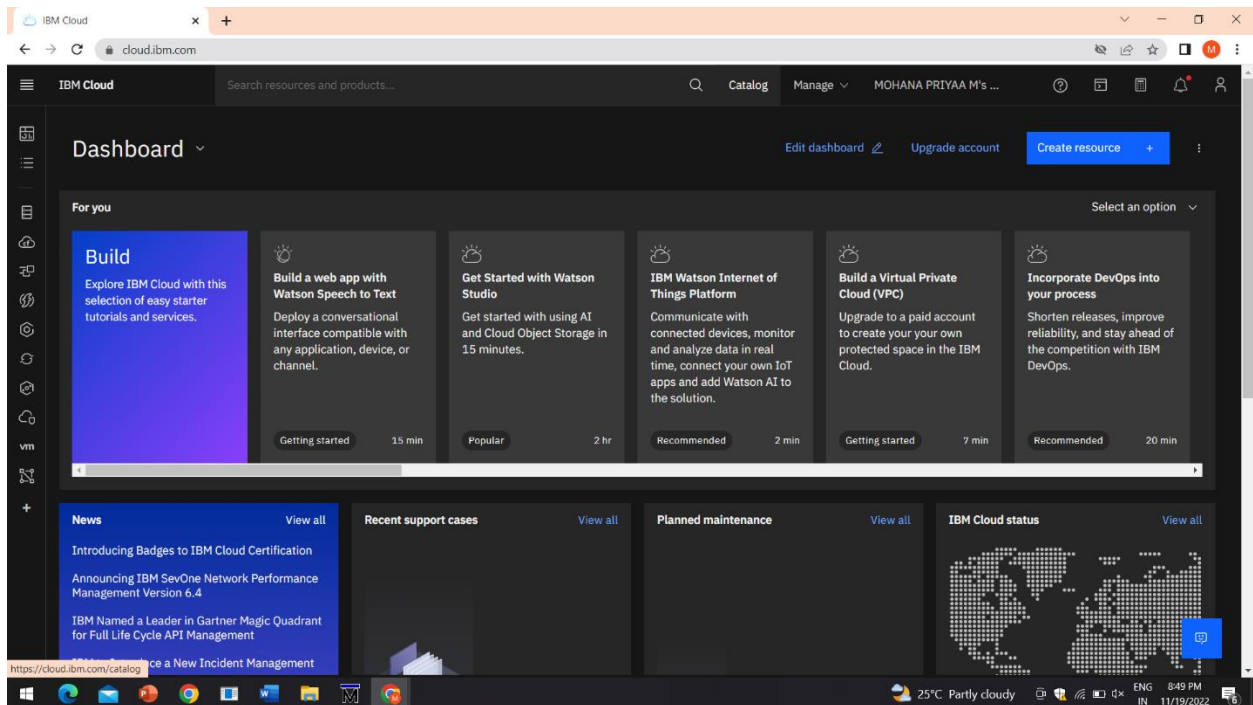 IBM Cloud
cloud.ibm.com
M
IBM Cloud
Search resources and products...
Catalog
Manage
MOHANA PRIYAA M's ...
Dashboard
Edit dashboard
Upgrade account
Create resource +
For you
Select an option
Build
Explore IBM Cloud with this
selection of easy starter
tutorials and services.
Build a web app with
Watson Speech to Text
Deploy a conversational
interface compatible with
any application, device, or
channel.
Getting started 15 min
Get Started with Watson
Studio
Get started with using AI
and Cloud Object Storage in
15 minutes.
Popular 2 hr
IBM Watson Internet of
Things Platform
Communicate with
connected devices, monitor
and analyze data in real
time, connect your own IoT
apps and add Watson AI to
the solution.
Recommended 2 min
Build a Virtual Private
Cloud (VPC)
Upgrade to a paid account
to create your your own
protected space in the IBM
Cloud.
Getting started 7 min
Incorporate DevOps into
your process
Shorten releases, improve
reliability, and stay ahead of
the competition with IBM
DevOps.
Recommended 20 min
vm
News View all
Introducing Badges to IBM Cloud Certification
Announcing IBM SevOne Network Performance
Management Version 6.4
IBM Named a Leader in Gartner Magic Quadrant
for Full Life Cycle API Management
ce a New Incident Management
Recent support cases View all
Planned maintenance View all
IBM Cloud status View all
https://cloud.ibm.com/catalog
25°C Partly cloudy
ENG
IN
8:49 PM
11/19/2022
6